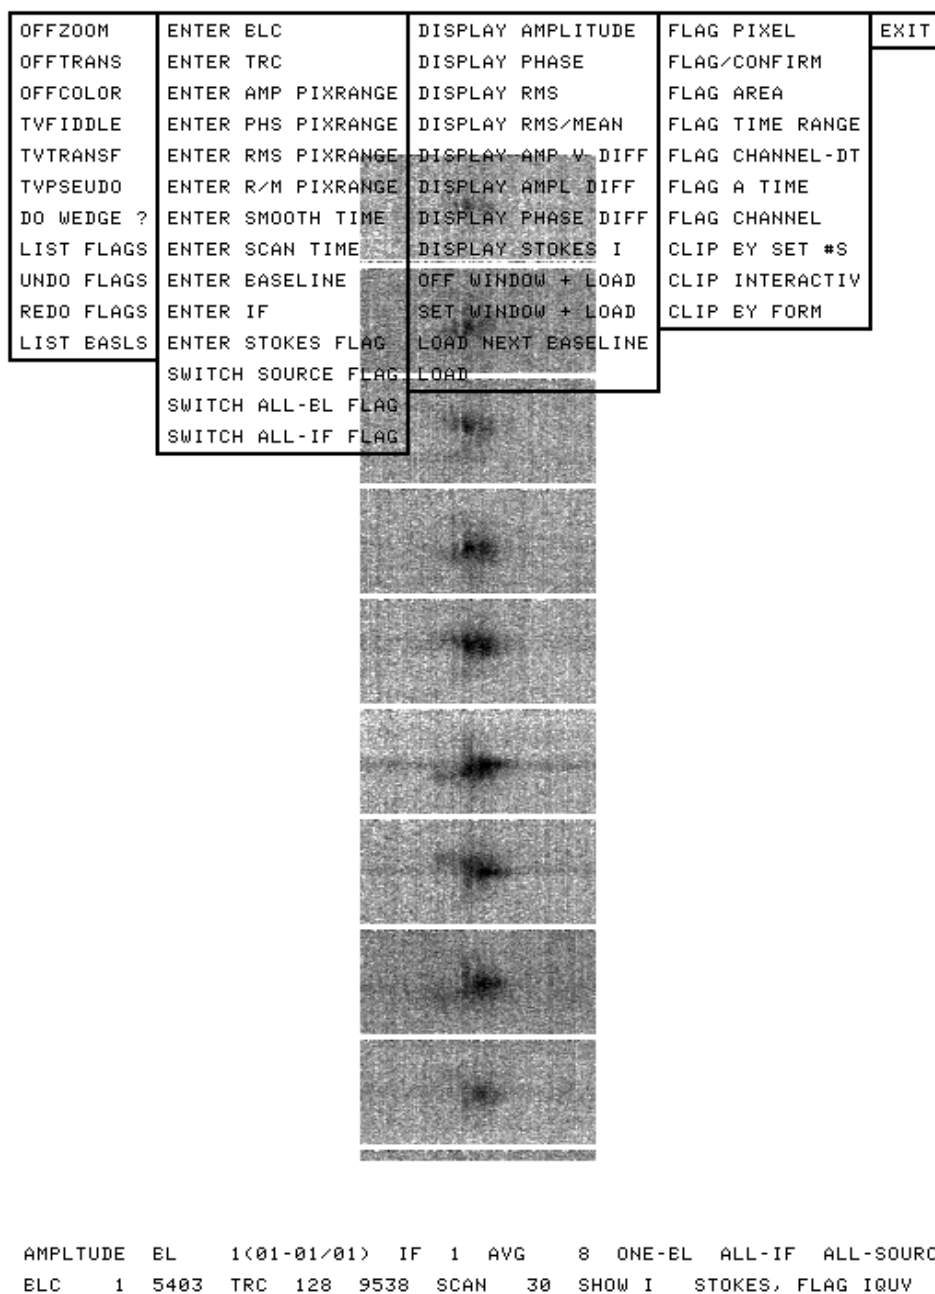 OFFZOOM
OFFTRANS
OFFCOLOR
TVFIDDLE
TVTRANSF
TVPSEUDO
DO WEDGE ?
LIST FLAGS
UNDO FLAGS
REDO FLAGS
LIST BASLS
ENTER BLC
ENTER TRC
ENTER AMP PIXRANGE
ENTER PHS PIXRANGE
ENTER RMS PIXRANGE
ENTER R/M PIXRANGE
ENTER SMOOTH TIME
ENTER SCAN TIME
ENTER BASELINE
ENTER IF
ENTER STOKES FLAG
SWITCH SOURCE FLAG
SWITCH ALL-BL FLAG
SWITCH ALL-IF FLAG
DISPLAY AMPLITUDE
DISPLAY PHASE
DISPLAY RMS
DISPLAY RMS/MEAN
DISPLAY AMP V DIFF
DISPLAY AMPL DIFF
DISPLAY PHASE DIFF
DISPLAY STOKES I
OFF WINDOW + LOAD
SET WINDOW + LOAD
LOAD NEXT BASELINE
LOAD
FLAG PIXEL
FLAG/CONFIRM
FLAG AREA
FLAG TIME RANGE
FLAG CHANNEL-DT
FLAG A TIME
FLAG CHANNEL
CLIP BY SET #S
CLIP INTERACTIV
CLIP BY FORM
EXIT
AMPLTUDE BL 1(01-01/01) IF 1 AVG 8 ONE-BL ALL-IF ALL-SOURC
BLC 1 5403 TRC 128 9538 SCAN 30 SHOW I STOKES, FLAG IQUV